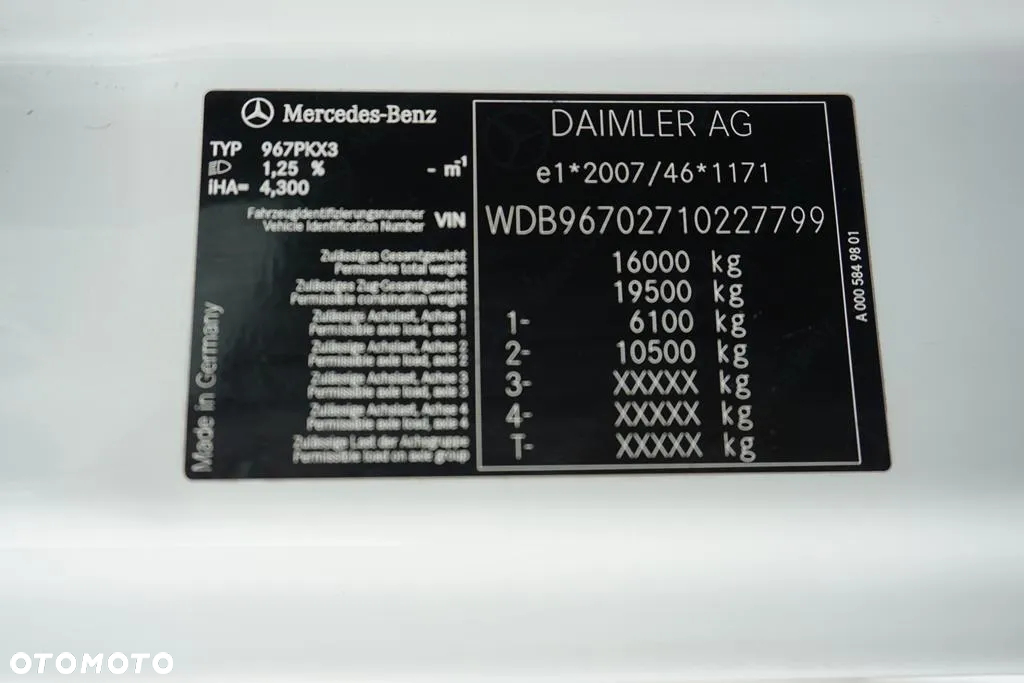 Mercedes-Benz
TYP 967PKX3
1,25 % - m⁻¹
iHA= 4,300
DAIMLER AG
e1*2007/46*1171
Fahrzeugidentifizierungsnummer
Vehicle Identification Number
VIN WDB96702710227799
Zulässiges Gesamtgewicht
Permissible total weight
16000 kg
Zulässiges Zug-Gesamtgewicht
Permissible combination weight
19500 kg
Zulässige Achslast, Achse 1
Permissible axle load, axle 1
1- 6100 kg
Zulässige Achslast, Achse 2
Permissible axle load, axle 2
2- 10500 kg
Zulässige Achslast, Achse 3
Permissible axle load, axle 3
3- XXXXX kg
Zulässige Achslast, Achse 4
Permissible axle load, axle 4
4- XXXXX kg
Zulässige Last der Achsgruppe
Permissible load on axle group
T- XXXXX kg
Made in Germany
A 000 584 98 01
OTOMOTO